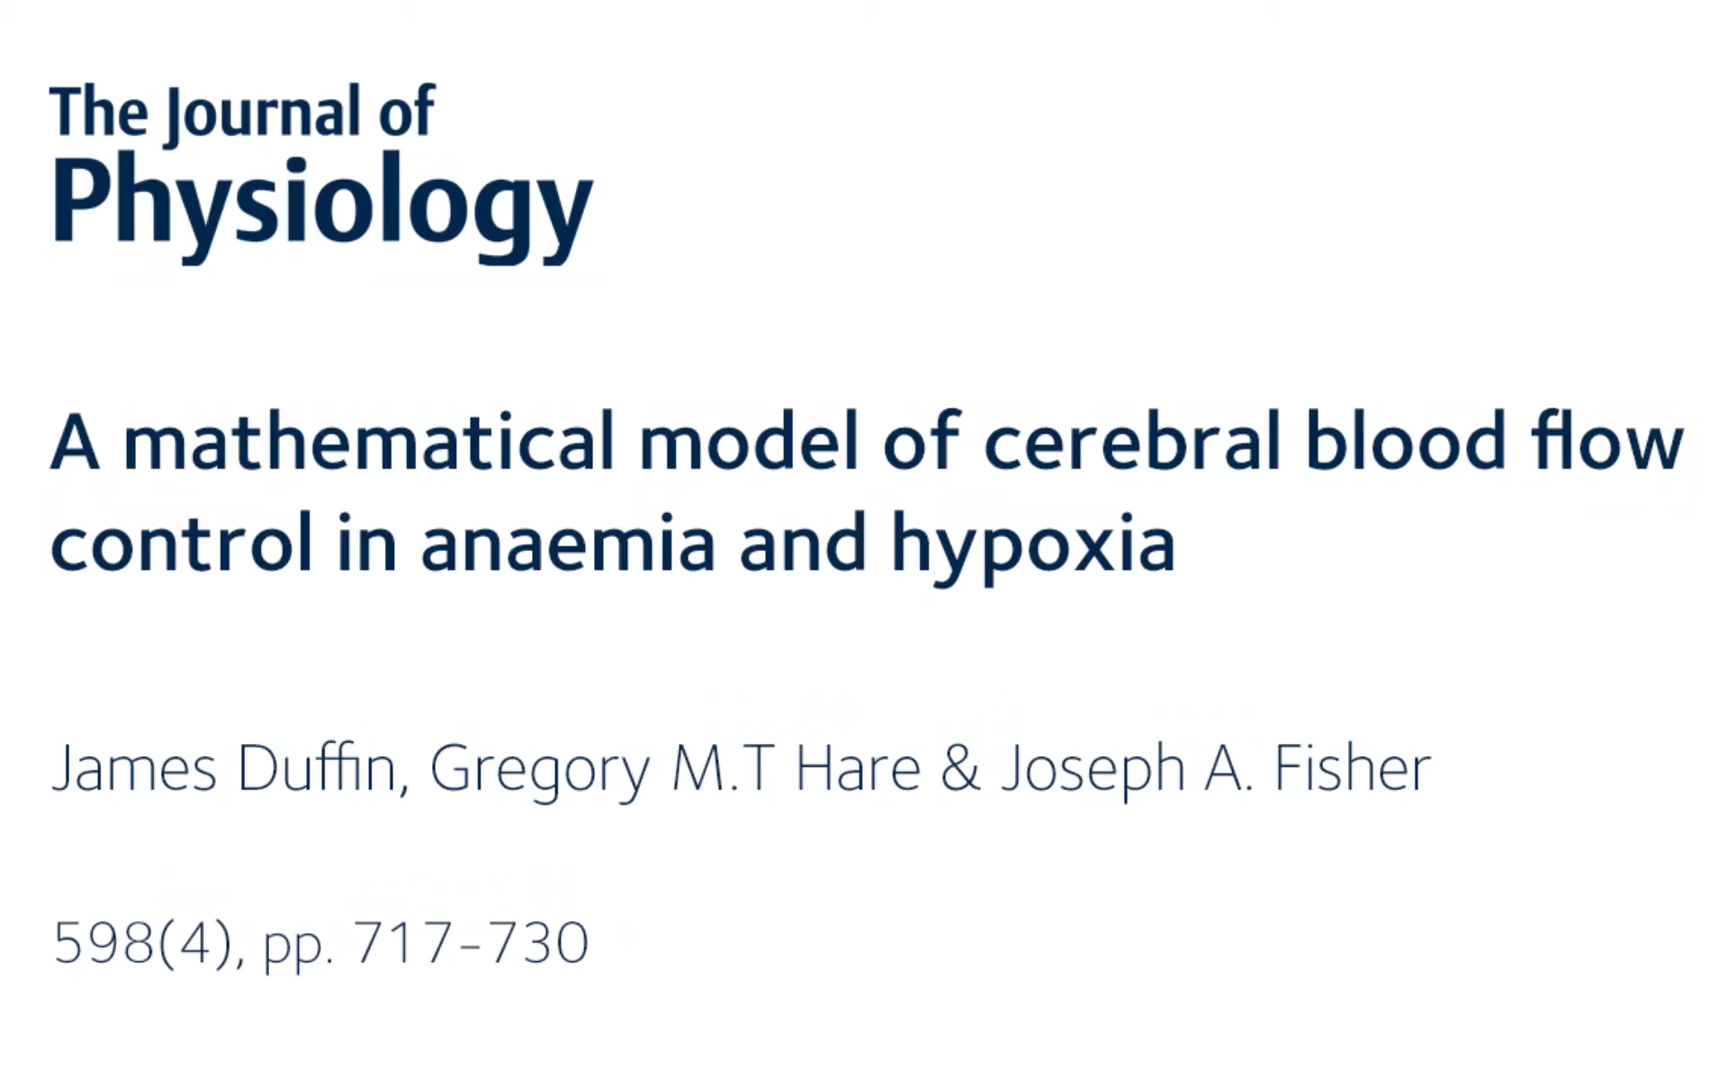 The Journal of
Physiology
A mathematical model of cerebral blood flow
control in anaemia and hypoxia
James Duffin, Gregory M.T Hare & Joseph A. Fisher
598(4), pp. 717-730